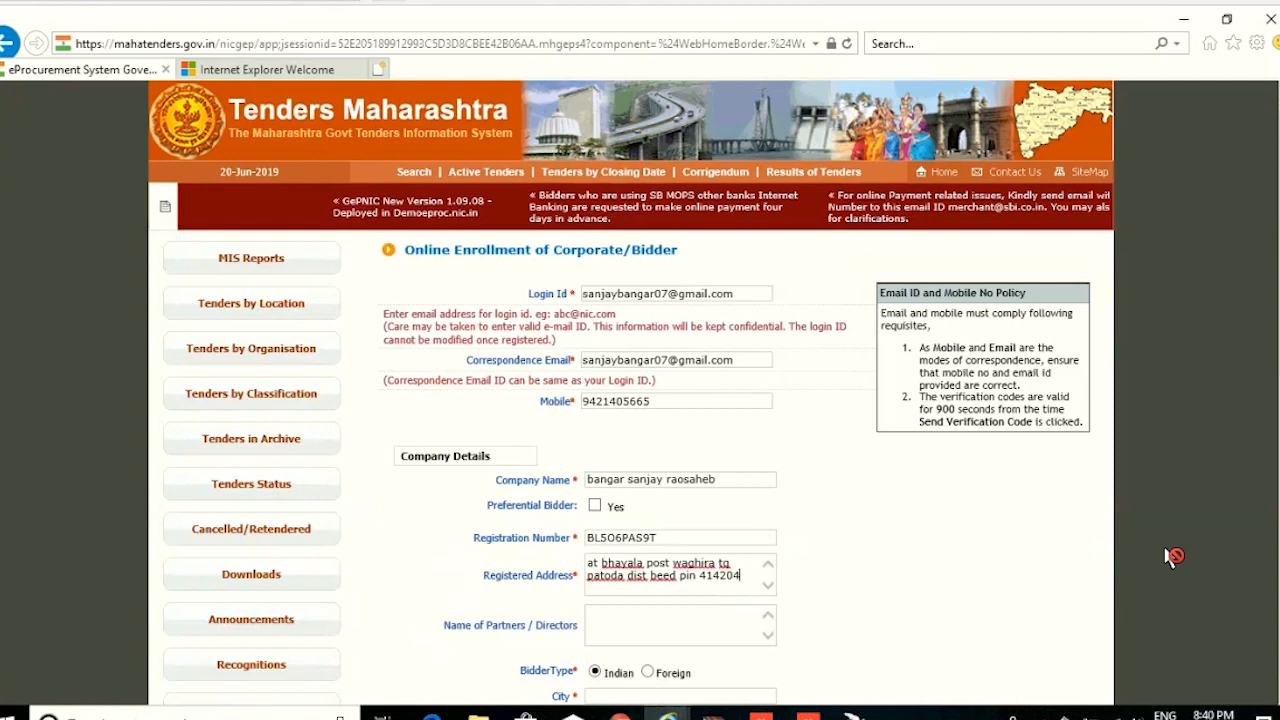 https://mahatenders.gov.in/nicgep/app;jsessionid=52E205189912993C5D3D8CBEE42B06AA.mhgeps4?component=%24WebHomeBorder.%24We
Search...
eProcurement System Gove...
Internet Explorer Welcome
Tenders Maharashtra
The Maharashtra Govt Tenders Information System
20-Jun-2019
Search | Active Tenders | Tenders by Closing Date | Corrigendum | Results of Tenders
Home Contact Us SiteMap
« GePNIC New Version 1.09.08 -
Deployed in Demoeproc.nic.in
« Bidders who are using SB MOPS other banks Internet
Banking are requested to make online payment four
days in advance.
« For online Payment related issues, Kindly send email wit
Number to this email ID merchant@sbi.co.in. You may als
for clarifications.
MIS Reports
Tenders by Location
Tenders by Organisation
Tenders by Classification
Tenders in Archive
Tenders Status
Cancelled/Retendered
Downloads
Announcements
Recognitions
Online Enrollment of Corporate/Bidder
Login Id * sanjaybangar07@gmail.com
Enter email address for login id. eg: abc@nic.com
(Care may be taken to enter valid e-mail ID. This information will be kept confidential. The login ID
cannot be modified once registered.)
Correspondence Email* sanjaybangar07@gmail.com
(Correspondence Email ID can be same as your Login ID.)
Mobile* 9421405665
Email ID and Mobile No Policy
Email and mobile must comply following
requisites,
1. As Mobile and Email are the
modes of correspondence, ensure
that mobile no and email id
provided are correct.
2. The verification codes are valid
for 900 seconds from the time
Send Verification Code is clicked.
Company Details
Company Name * bangar sanjay raosaheb
Preferential Bidder: Yes
Registration Number * BL5O6PAS9T
Registered Address* at bhayala post waghira tq
patoda dist beed pin 414204
Name of Partners / Directors
BidderType* Indian Foreign
City *
ENG
8:40 PM